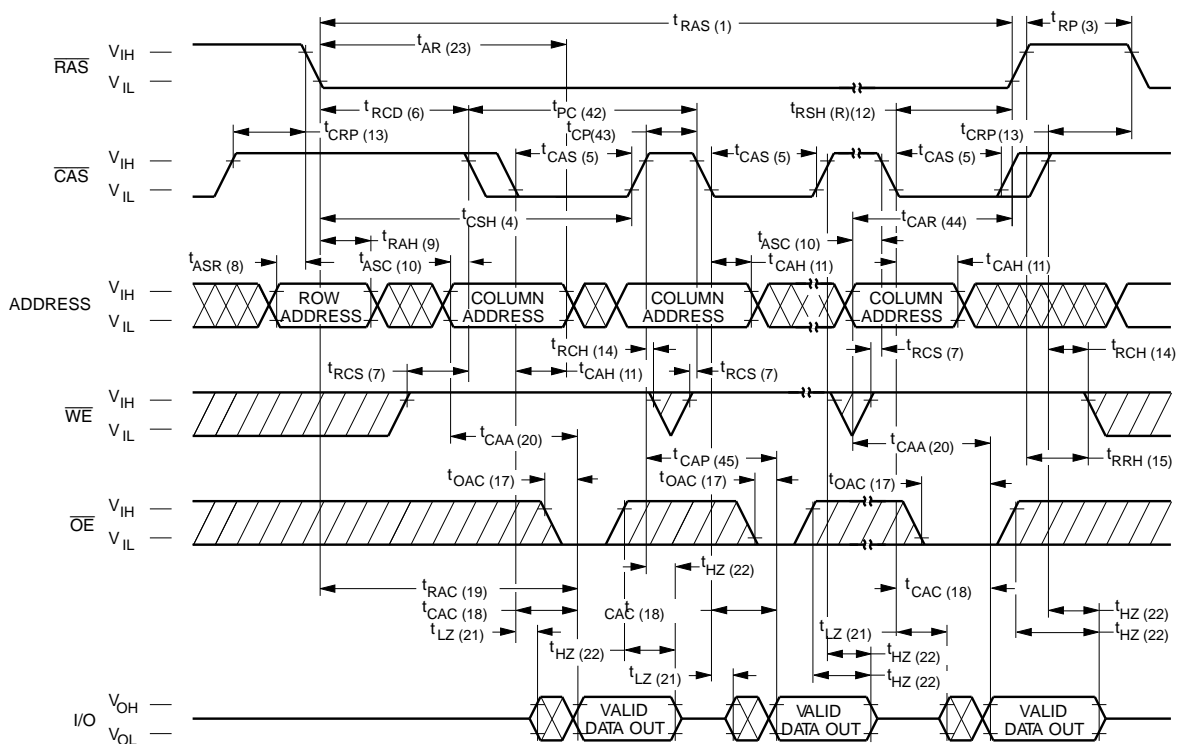 tRAS (1)
tRP (3)
tAR (23)
RAS
VIH
VIL
tRCD (6)
tPC (42)
tRSH (R)(12)
tCRP (13)
tCP(43)
tCRP (13)
CAS
VIH
VIL
tCAS (5)
tCAS (5)
tCAS (5)
tCSH (4)
tCAR (44)
tRAH (9)
tASC (10)
tASR (8)
tASC (10)
tCAH (11)
tCAH (11)
ADDRESS
VIH
VIL
ROW
ADDRESS
COLUMN
ADDRESS
COLUMN
ADDRESS
COLUMN
ADDRESS
tRCH (14)
tRCS (7)
tRCH (14)
tRCS (7)
tCAH (11)
tRCS (7)
WE
VIH
VIL
tCAA (20)
tCAP (45)
tCAA (20)
tRRH (15)
tOAC (17)
tOAC (17)
tOAC (17)
OE
VIH
VIL
tHZ (22)
tRAC (19)
tCAC (18)
tCAC (18)
t
CAC (18)
tHZ (22)
tLZ (21)
tLZ (21)
tHZ (22)
tHZ (22)
tHZ (22)
tLZ (21)
tHZ (22)
I/O
VOH
VOL
VALID
DATA OUT
VALID
DATA OUT
VALID
DATA OUT